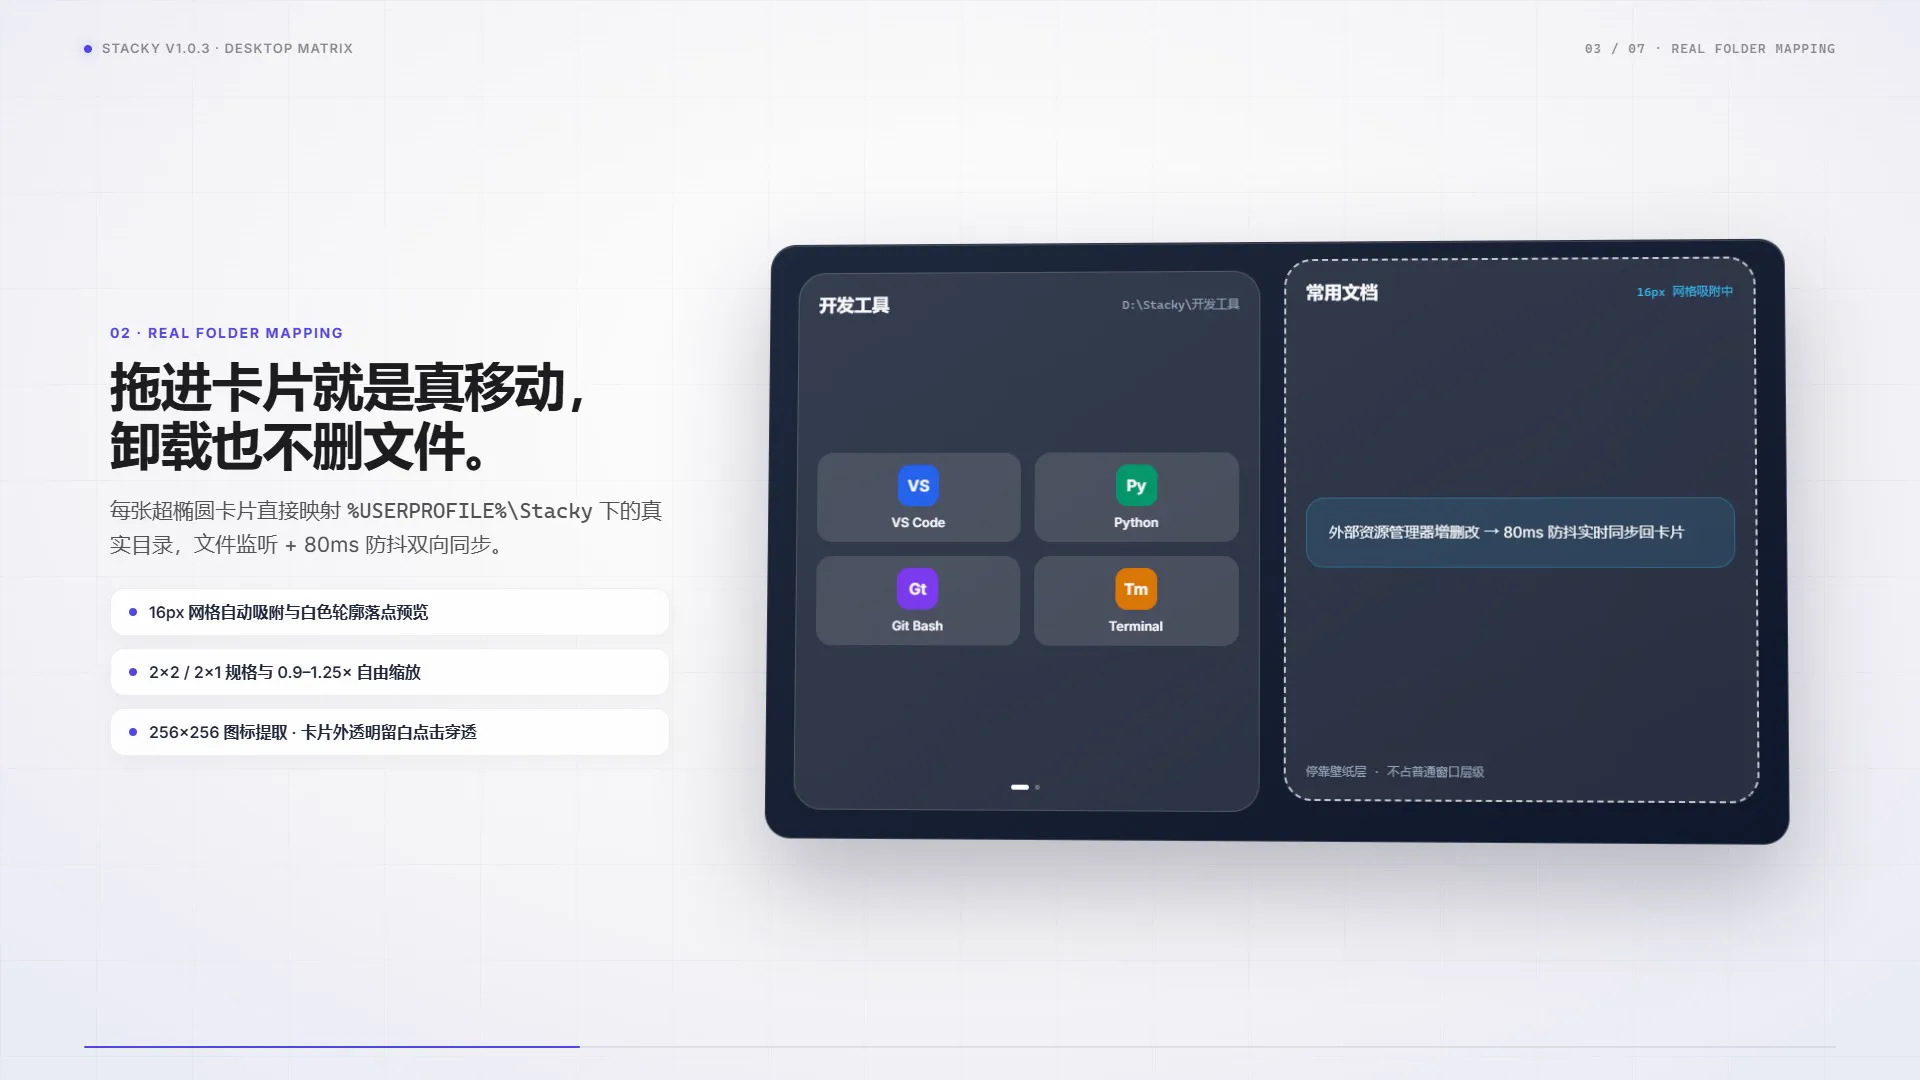 STACKY V1.0.3 · DESKTOP MATRIX
03 / 07 · REAL FOLDER MAPPING
02 · REAL FOLDER MAPPING
拖进卡片就是真移动，
卸载也不删文件。
每张超椭圆卡片直接映射 %USERPROFILE%\Stacky 下的真
实目录，文件监听 + 80ms 防抖双向同步。
16px 网格自动吸附与白色轮廓落点预览
2×2 / 2×1 规格与 0.9–1.25× 自由缩放
256×256 图标提取 · 卡片外透明留白点击穿透
开发工具
D:\Stacky\开发工具
VS
VS Code
Py
Python
Gt
Git Bash
Tm
Terminal
常用文档
16px 网格吸附中
外部资源管理器增删改 → 80ms 防抖实时同步回卡片
停靠壁纸层 · 不占普通窗口层级